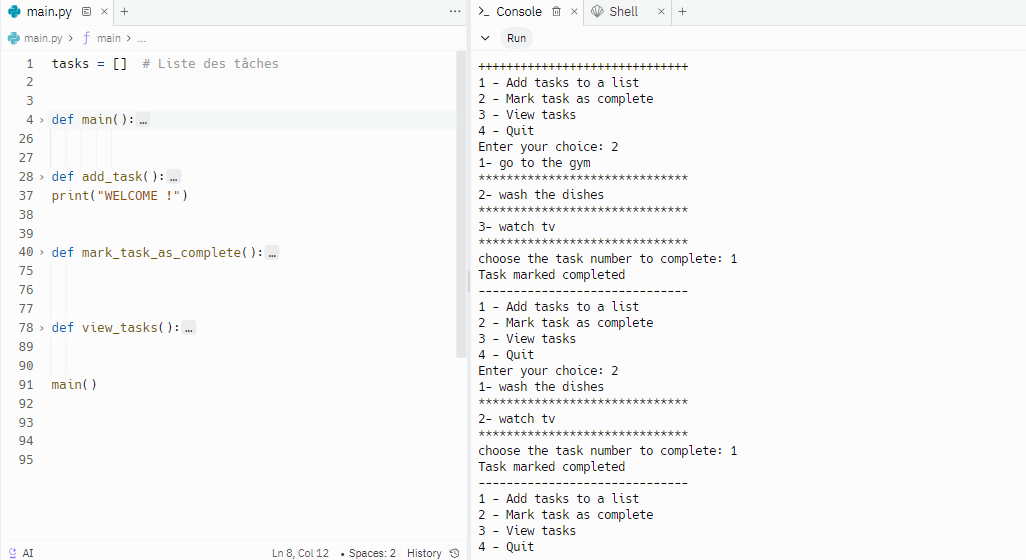 main.py
main.py > main > ...
1 tasks = [] # Liste des tâches
2
3
4 def main():…
26
27
28 def add_task():…
37 print("WELCOME !")
38
39
40 def mark_task_as_complete():…
75
76
77
78 def view_tasks():…
89
90
91 main()
92
93
94
95
AI
Ln 8, Col 12
• Spaces: 2
History
Console
Shell
Run
++++++++++++++++++++++++++++++
1 - Add tasks to a list
2 - Mark task as complete
3 - View tasks
4 - Quit
Enter your choice: 2
1- go to the gym
******************************
2- wash the dishes
******************************
3- watch tv
******************************
choose the task number to complete: 1
Task marked completed
------------------------------
1 - Add tasks to a list
2 - Mark task as complete
3 - View tasks
4 - Quit
Enter your choice: 2
1- wash the dishes
******************************
2- watch tv
******************************
choose the task number to complete: 1
Task marked completed
------------------------------
1 - Add tasks to a list
2 - Mark task as complete
3 - View tasks
4 - Quit